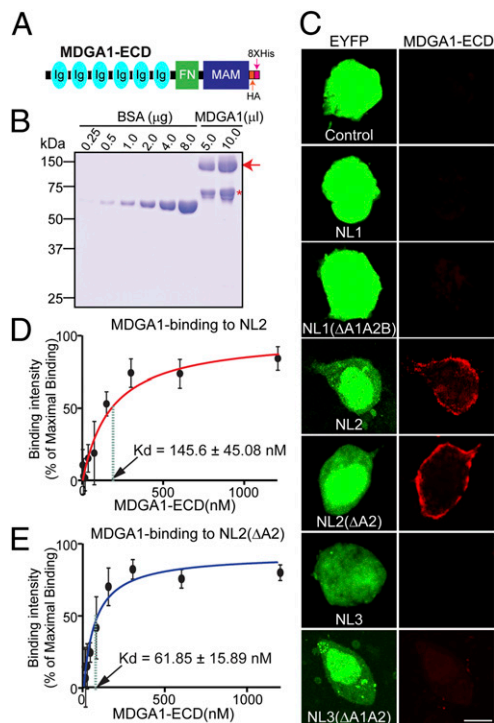 A
MDGA1-ECD
8XHis
Ig Ig Ig Ig Ig Ig FN MAM
HA
B
BSA (μg) MDGA1(μl)
0.25 0.5 1.0 2.0 4.0 8.0 5.0 10.0
kDa
150
75
50
37
25
*
C
EYFP MDGA1-ECD
Control
NL1
NL1(ΔA1A2B)
NL2
NL2(ΔA2)
NL3
NL3(ΔA1A2)
D
MDGA1-binding to NL2
Binding intensity
(% of Maximal Binding)
100
50
0
Kd = 145.6 ± 45.08 nM
0 500 1000
MDGA1-ECD(nM)
E
MDGA1-binding to NL2(ΔA2)
Binding intensity
(% of Maximal Binding)
100
50
0
Kd = 61.85 ± 15.89 nM
0 500 1000
MDGA1-ECD(nM)